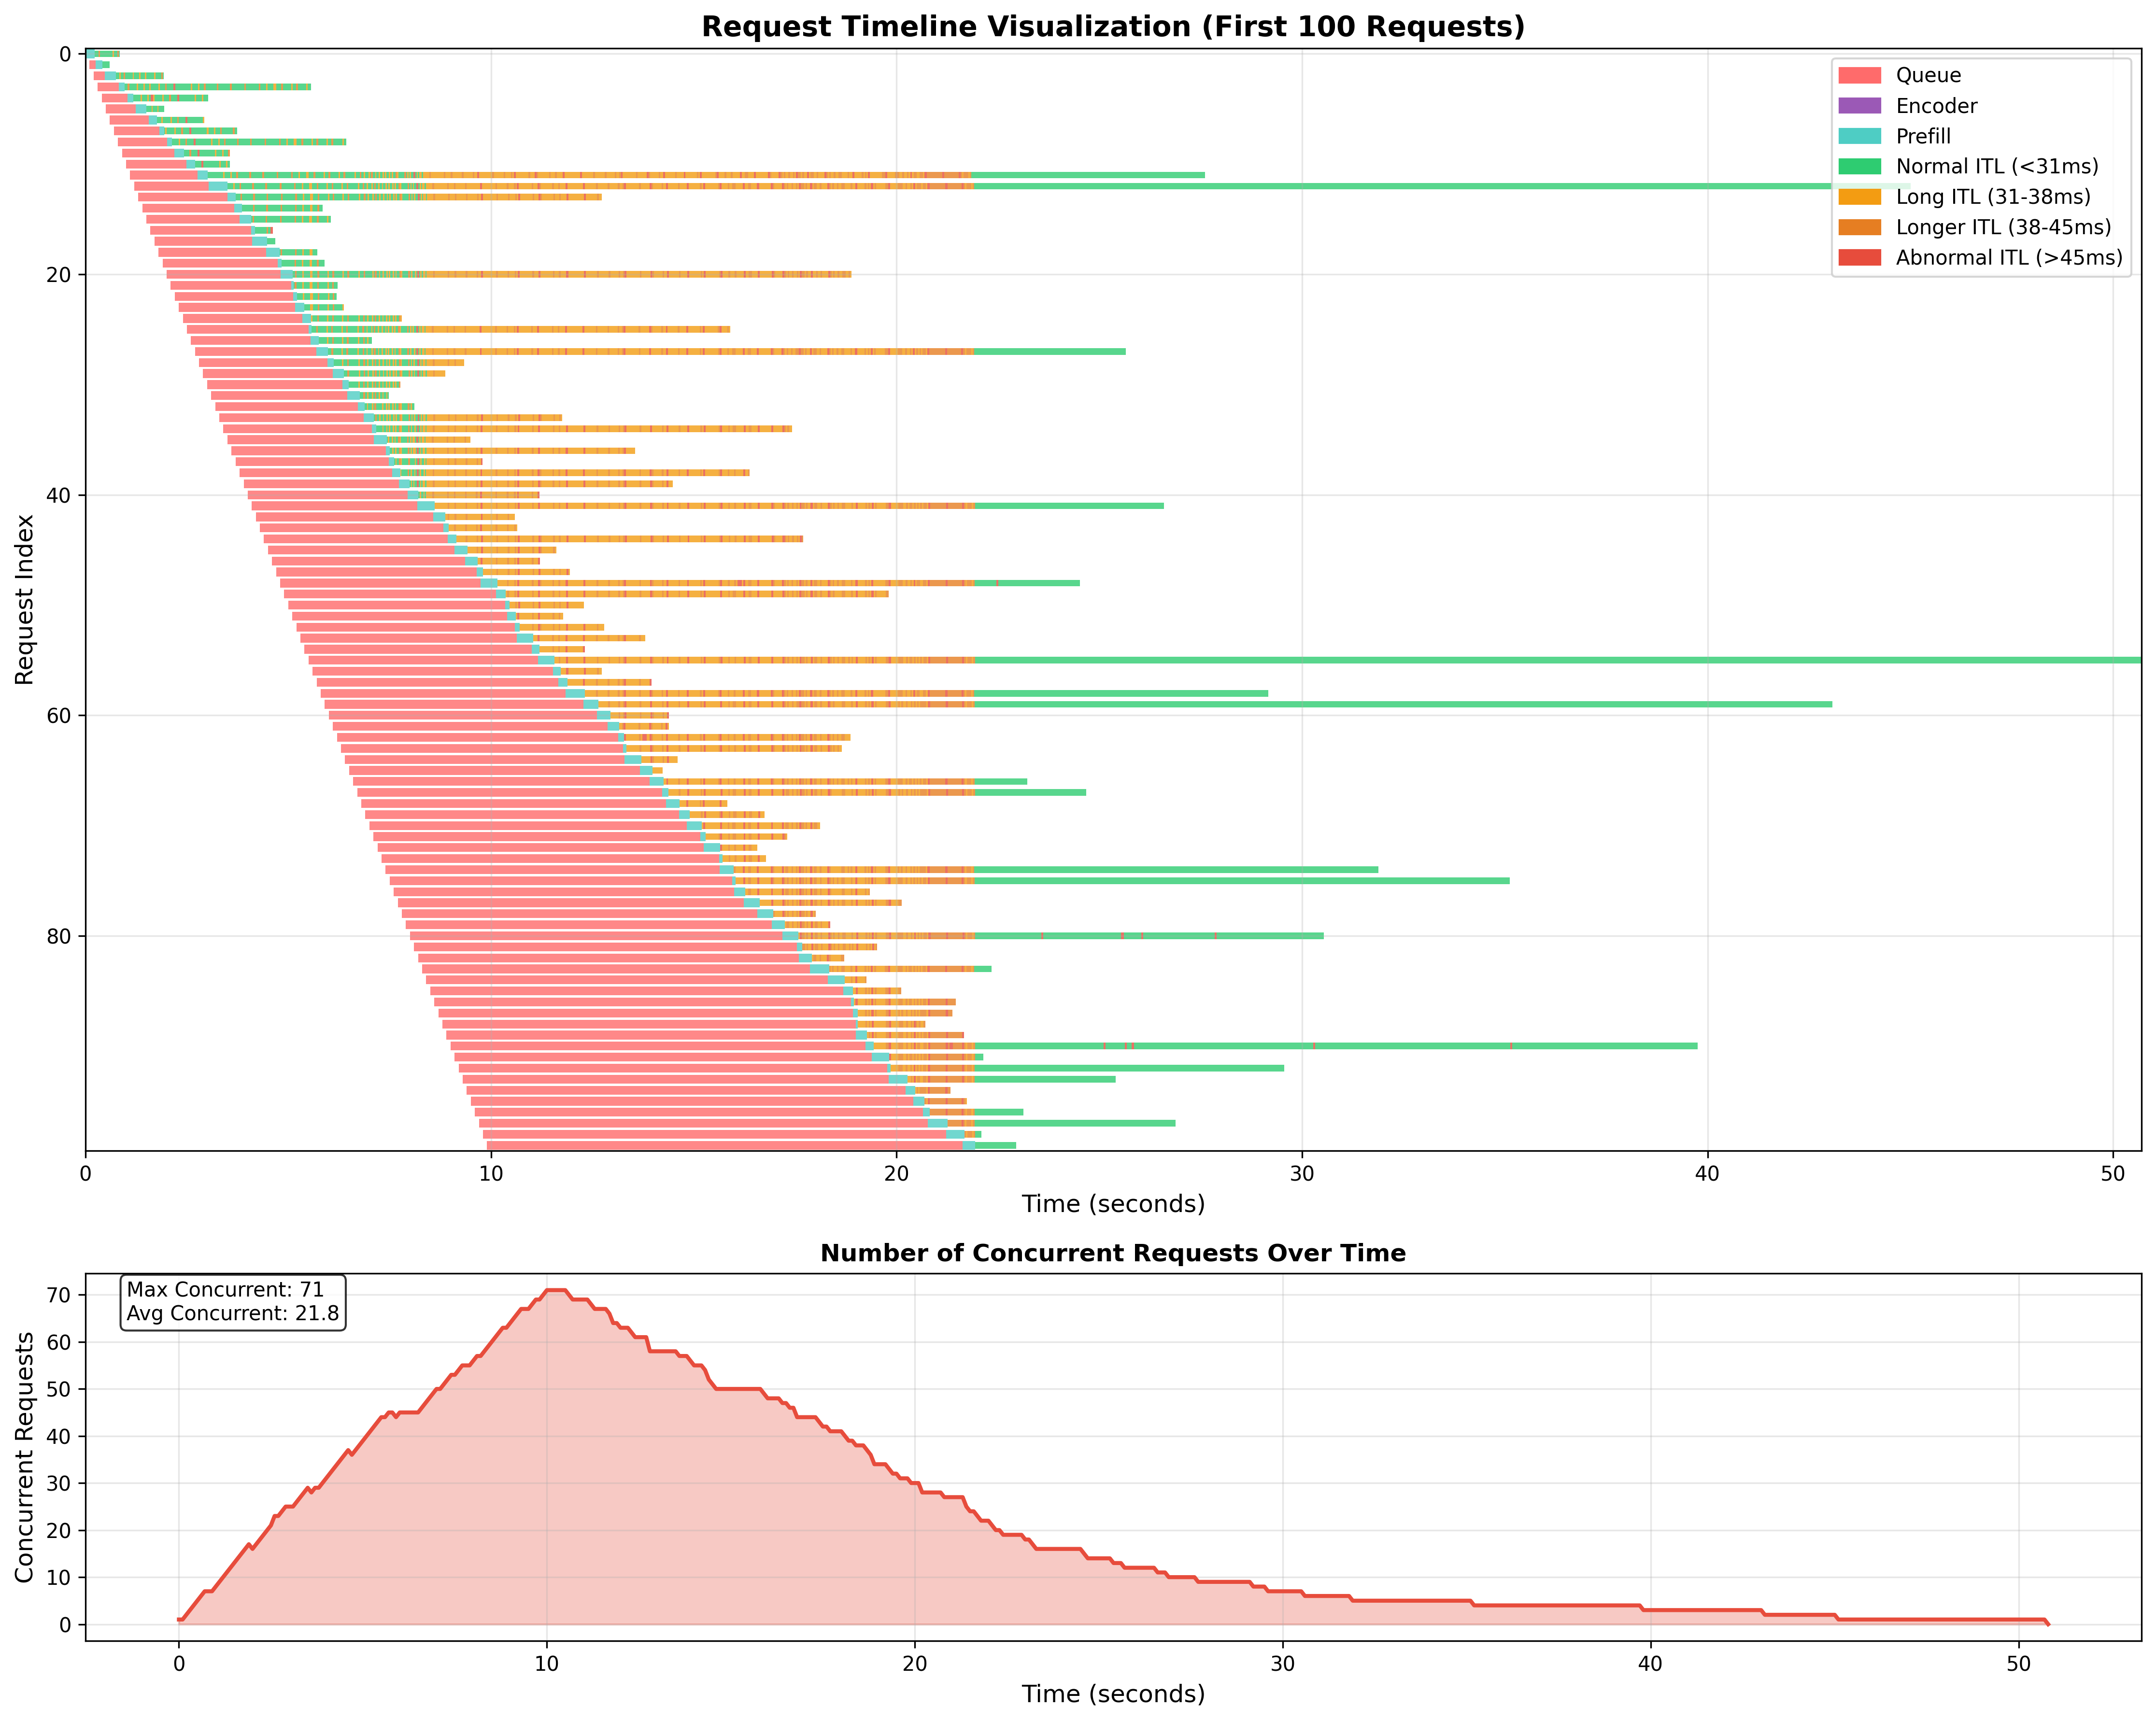 Request Timeline Visualization (First 100 Requests)
Queue
Encoder
Prefill
Normal ITL (<31ms)
Long ITL (31-38ms)
Longer ITL (38-45ms)
Abnormal ITL (>45ms)
Request Index
0
20
40
60
80
0 10 20 30 40 50
Time (seconds)
Number of Concurrent Requests Over Time
Max Concurrent: 71
Avg Concurrent: 21.8
Concurrent Requests
70
60
50
40
30
20
10
0
0 10 20 30 40 50
Time (seconds)